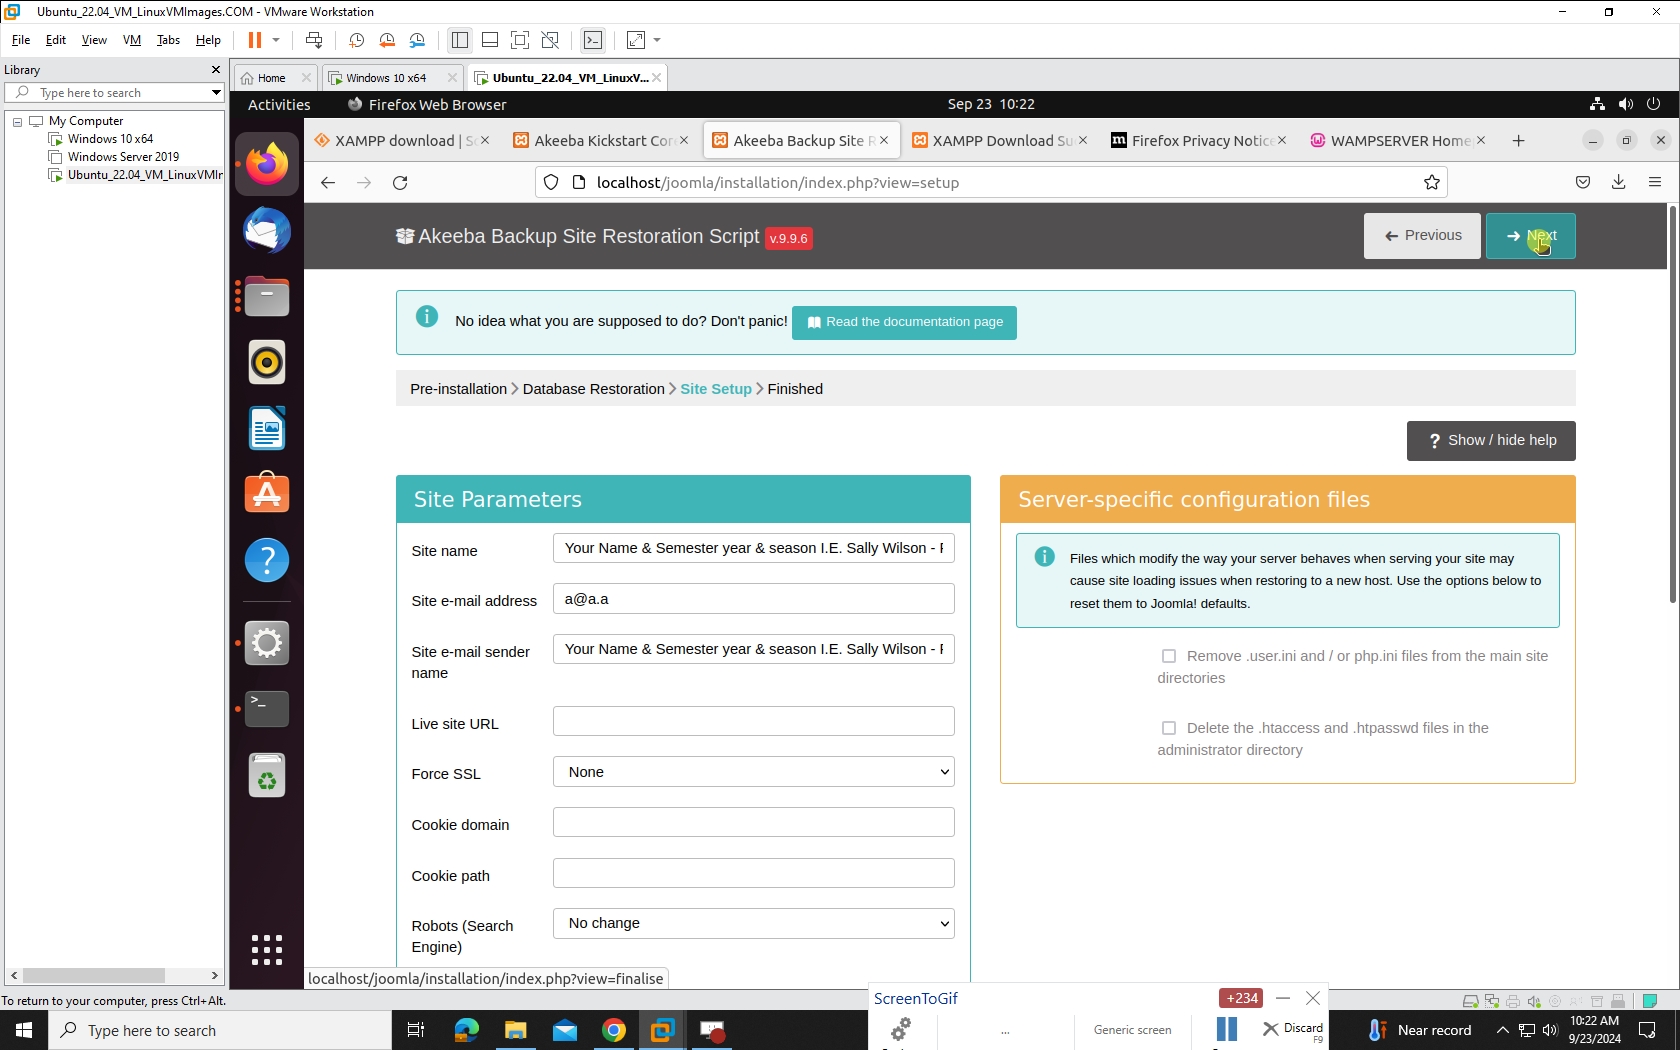 Ubuntu_22.04_VM_LinuxVMImages.COM - VMware Workstation
File Edit View VM Tabs Help
Library
Type here to search
My Computer
Windows 10 x64
Windows Server 2019
Ubuntu_22.04_VM_LinuxVMIr
Home
Windows 10 x64
Ubuntu_22.04_VM_LinuxV...
Activities
Firefox Web Browser
Sep 23 10:22
XAMPP download | S
Akeeba Kickstart Cor
Akeeba Backup Site R
XAMPP Download Su
Firefox Privacy Notice
WAMPSERVER Home
localhost/joomla/installation/index.php?view=setup
Akeeba Backup Site Restoration Script v.9.9.6
Previous
Next
No idea what you are supposed to do? Don't panic!
Read the documentation page
Pre-installation > Database Restoration > Site Setup > Finished
? Show / hide help
Site Parameters
Site name
Your Name & Semester year & season I.E. Sally Wilson - F
Site e-mail address
a@a.a
Site e-mail sender name
Your Name & Semester year & season I.E. Sally Wilson - F
Live site URL
Force SSL
None
Cookie domain
Cookie path
Robots (Search Engine)
No change
Server-specific configuration files
Files which modify the way your server behaves when serving your site may
cause site loading issues when restoring to a new host. Use the options below to
reset them to Joomla! defaults.
Remove .user.ini and / or php.ini files from the main site
directories
Delete the .htaccess and .htpasswd files in the
administrator directory
localhost/joomla/installation/index.php?view=finalise
To return to your computer, press Ctrl+Alt.
ScreenToGif
+234
...
Generic screen
Discard
F9
Type here to search
Near record
10:22 AM
9/23/2024